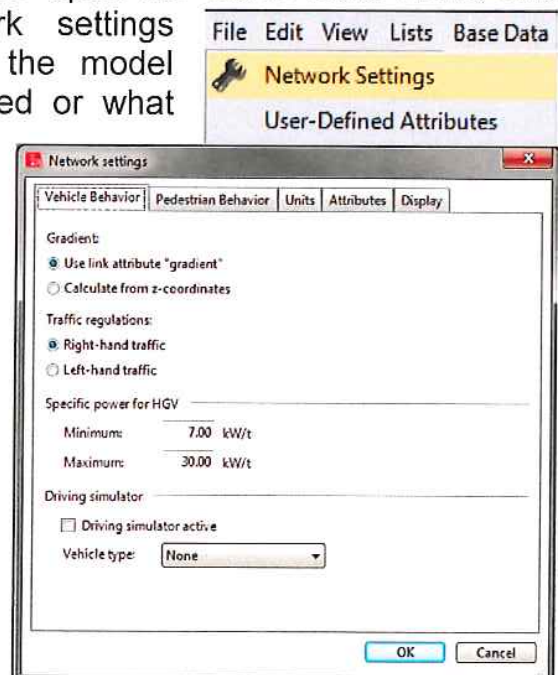 rk settings
the model
ed or what
File Edit View Lists Base Data
Network Settings
User-Defined Attributes
Network settings
Vehicle Behavior Pedestrian Behavior Units Attributes Display
Gradient:
Use link attribute "gradient"
Calculate from z-coordinates
Traffic regulations:
Right-hand traffic
Left-hand traffic
Specific power for HGV
Minimum: 7.00 kW/t
Maximum: 30.00 kW/t
Driving simulator
Driving simulator active
Vehicle type: None
OK Cancel